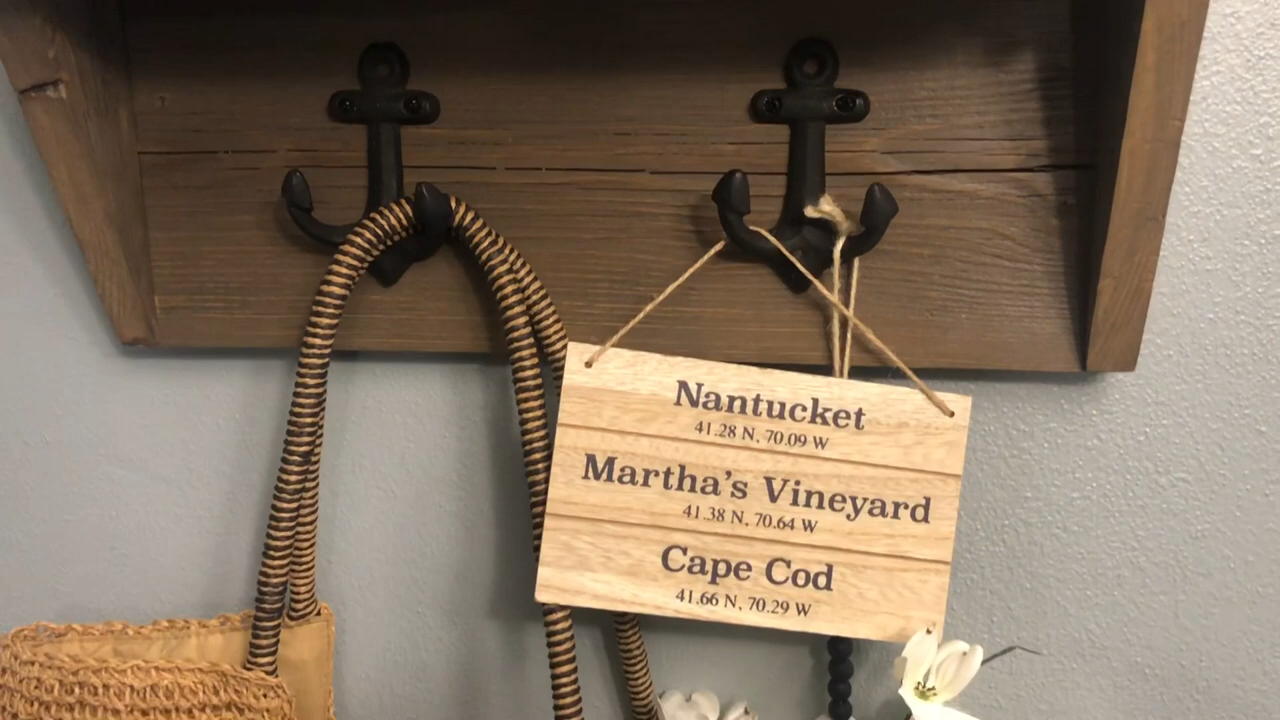 Nantucket
41.28 N, 70.09 W
Martha's Vineyard
41.38 N, 70.64 W
Cape Cod
41.66 N, 70.29 W